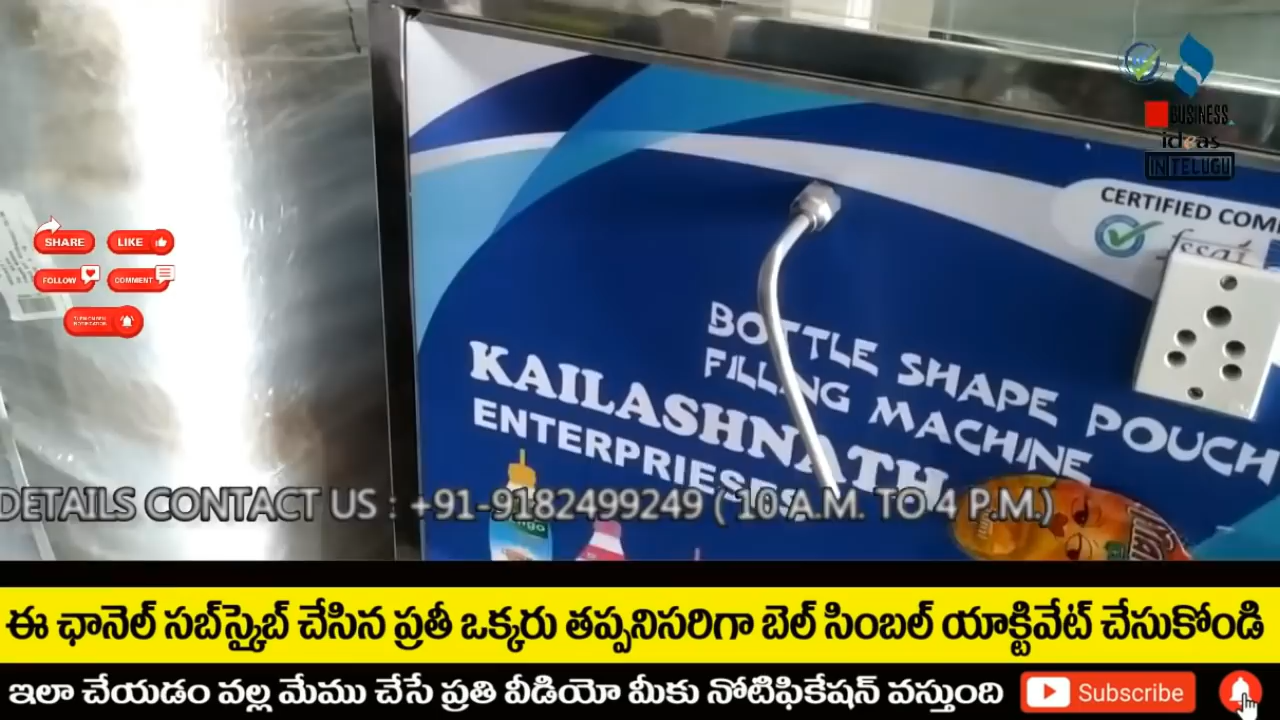 BUSINESS
ideas
IN TELUGU
CERTIFIED COM
fssai
SHARE
LIKE
FOLLOW
COMMENT
BOTTLE SHAPE POUCH
FILLING MACHINE
KAILASHNATH
ENTERPRIESES
DETAILS CONTACT US : +91-9182499249 ( 10 A.M. TO 4 P.M.)
ఈ ఛానెల్ సబ్‌స్క్రైబ్ చేసిన ప్రతీ ఒక్కరు తప్పనిసరిగా బెల్ సింబల్ యాక్టివేట్ చేసుకోండి
ఇలా చేయడం వల్ల మేము చేసే ప్రతి వీడియో మీకు నోటిఫికేషన్ వస్తుంది
Subscribe